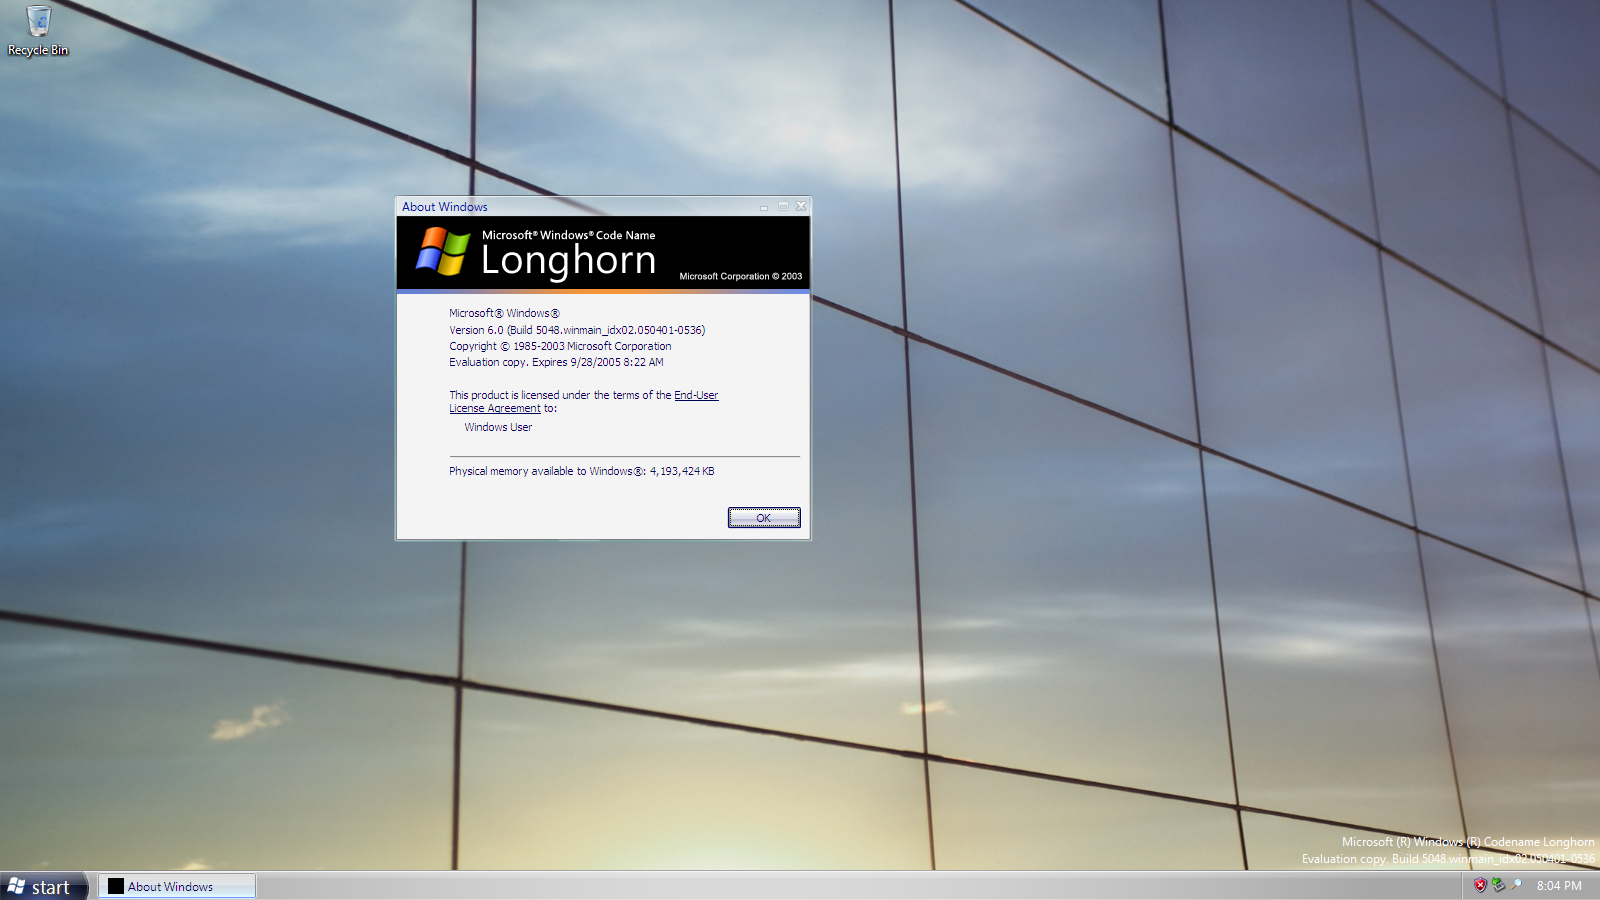 Recycle Bin
About Windows
Microsoft® Windows® Code Name
Longhorn
Microsoft Corporation © 2003
Microsoft® Windows®
Version 6.0 (Build 5048.winmain_idx02.050401-0536)
Copyright © 1985-2003 Microsoft Corporation
Evaluation copy. Expires 9/28/2005 8:22 AM
This product is licensed under the terms of the End-User
License Agreement to:
Windows User
Physical memory available to Windows®: 4,193,424 KB
OK
Microsoft (R) Windows (R) Codename Longhorn
Evaluation copy. Build 5048.winmain_idx02.050401-0536
start
About Windows
8:04 PM